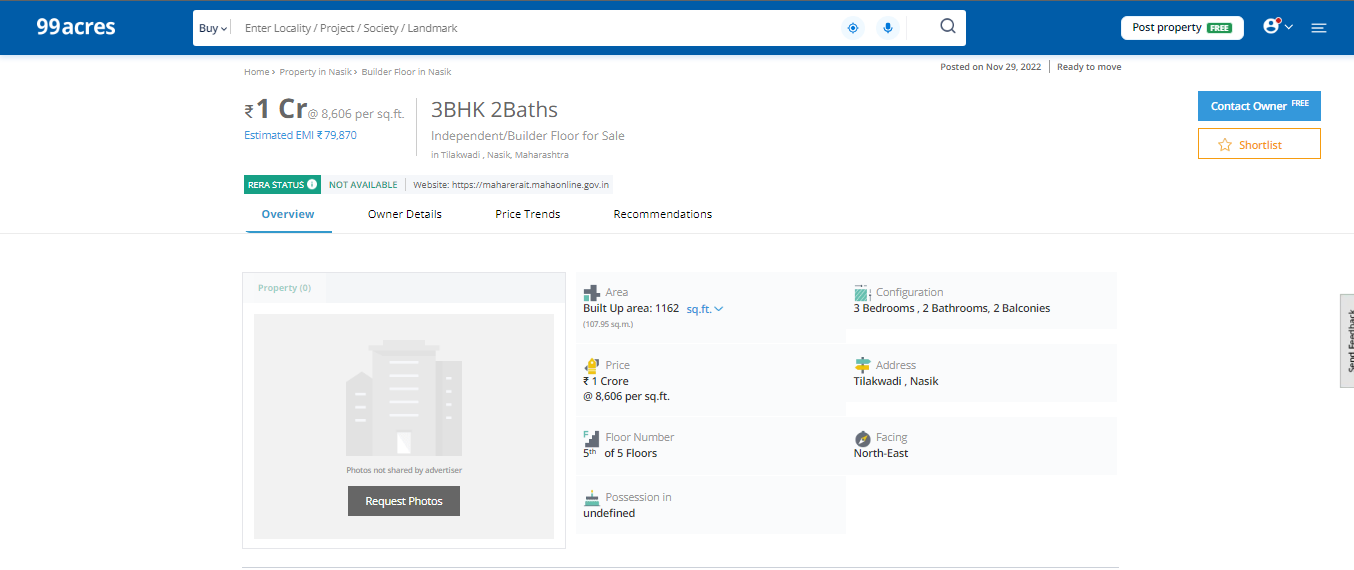 99acres
Buy
Enter Locality / Project / Society / Landmark
Post property FREE
Home › Property in Nasik › Builder Floor in Nasik
Posted on Nov 29, 2022 | Ready to move
₹ 1 Cr @ 8,606 per sq.ft.
Estimated EMI ₹ 79,870
3BHK 2Baths
Independent/Builder Floor for Sale
in Tilakwadi , Nasik, Maharashtra
Contact Owner FREE
Shortlist
RERA STATUS i NOT AVAILABLE | Website: https://maharerait.mahaonline.gov.in
Overview
Owner Details
Price Trends
Recommendations
Property (0)
Photos not shared by advertiser
Request Photos
Area
Built Up area: 1162 sq.ft.
(107.95 sq.m.)
Configuration
3 Bedrooms , 2 Bathrooms, 2 Balconies
Price
₹ 1 Crore
@ 8,606 per sq.ft.
Address
Tilakwadi , Nasik
F Floor Number
5th of 5 Floors
Facing
North-East
Possession in
undefined
Send Feedback